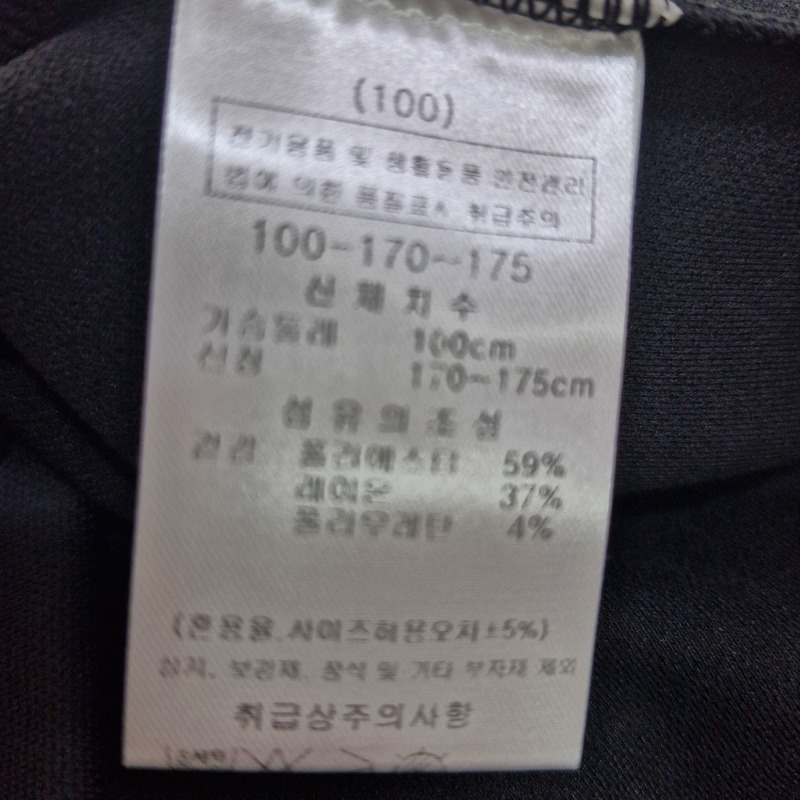 (100)
전기용품 및 생활용품 안전관리
법에 의한 품질표시 취급주의
100-170~175
신 체 치 수
가슴둘레 100cm
신장 170~175cm
섬 유 의 조 성
겉감 폴리에스터 59%
레이온 37%
폴리우레탄 4%
(혼용율, 사이즈허용오차±5%)
심지, 보강재, 장식 및 기타 부자재 제외
취급상주의사항